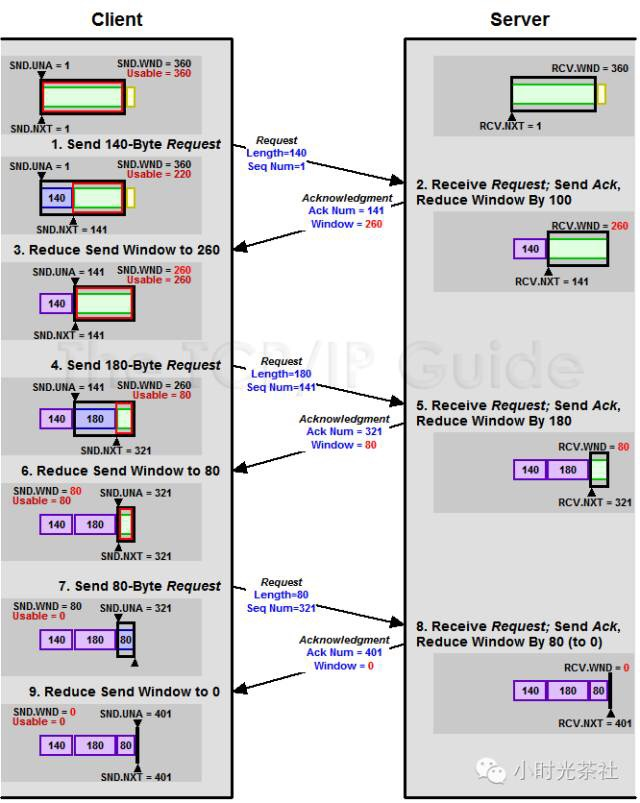 Client
Server
SND.UNA = 1
SND.WND = 360
Usable = 360
SND.NXT = 1
RCV.WND = 360
RCV.NXT = 1
1. Send 140-Byte Request
Request
Length=140
Seq Num=1
SND.UNA = 1
SND.WND = 360
Usable = 220
140
SND.NXT = 141
2. Receive Request; Send Ack,
Reduce Window By 100
Acknowledgment
Ack Num = 141
Window = 260
RCV.WND = 260
140
RCV.NXT = 141
3. Reduce Send Window to 260
SND.UNA = 141
SND.WND = 260
Usable = 260
140
SND.NXT = 141
The TCP/IP Guide
4. Send 180-Byte Request
Request
Length=180
Seq Num=141
SND.UNA = 141
SND.WND = 260
Usable = 80
140
180
SND.NXT = 321
5. Receive Request; Send Ack,
Reduce Window By 180
Acknowledgment
Ack Num = 321
Window = 80
RCV.WND = 80
140
180
RCV.NXT = 321
6. Reduce Send Window to 80
SND.WND = 80
Usable = 80
SND.UNA = 321
140
180
SND.NXT = 321
7. Send 80-Byte Request
Request
Length=80
Seq Num=321
SND.WND = 80
Usable = 0
SND.UNA = 321
140
180
80
8. Receive Request; Send Ack,
Reduce Window By 80 (to 0)
Acknowledgment
Ack Num = 401
Window = 0
RCV.WND = 0
140
180
80
RCV.NXT = 401
9. Reduce Send Window to 0
SND.WND = 0
Usable = 0
SND.UNA = 401
140
180
80
SND.NXT = 401
小时光茶社